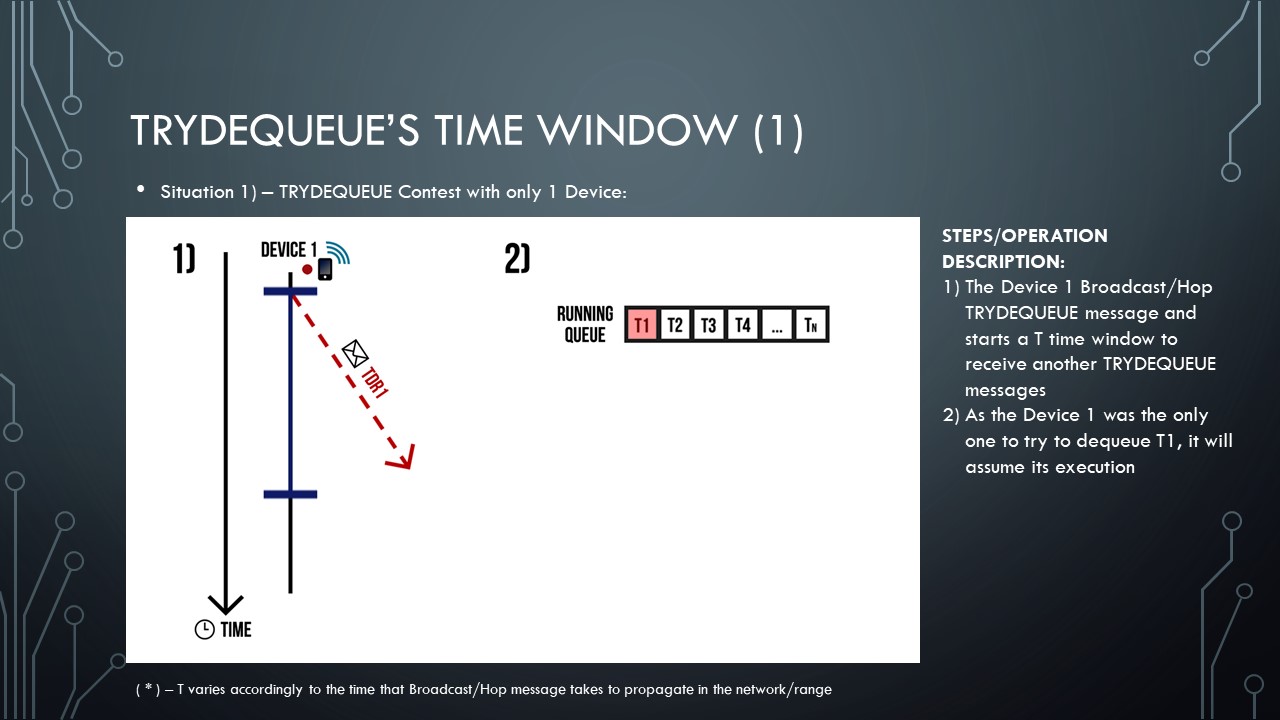 TRYDEQUEUE’S TIME WINDOW (1)
• Situation 1) – TRYDEQUEUE Contest with only 1 Device:
1)
DEVICE 1
TDR1
TIME
2)
RUNNING
QUEUE
T1 T2 T3 T4 ... TN
STEPS/OPERATION
DESCRIPTION:
1) The Device 1 Broadcast/Hop
TRYDEQUEUE message and
starts a T time window to
receive another TRYDEQUEUE
messages
2) As the Device 1 was the only
one to try to dequeue T1, it will
assume its execution
( * ) – T varies accordingly to the time that Broadcast/Hop message takes to propagate in the network/range